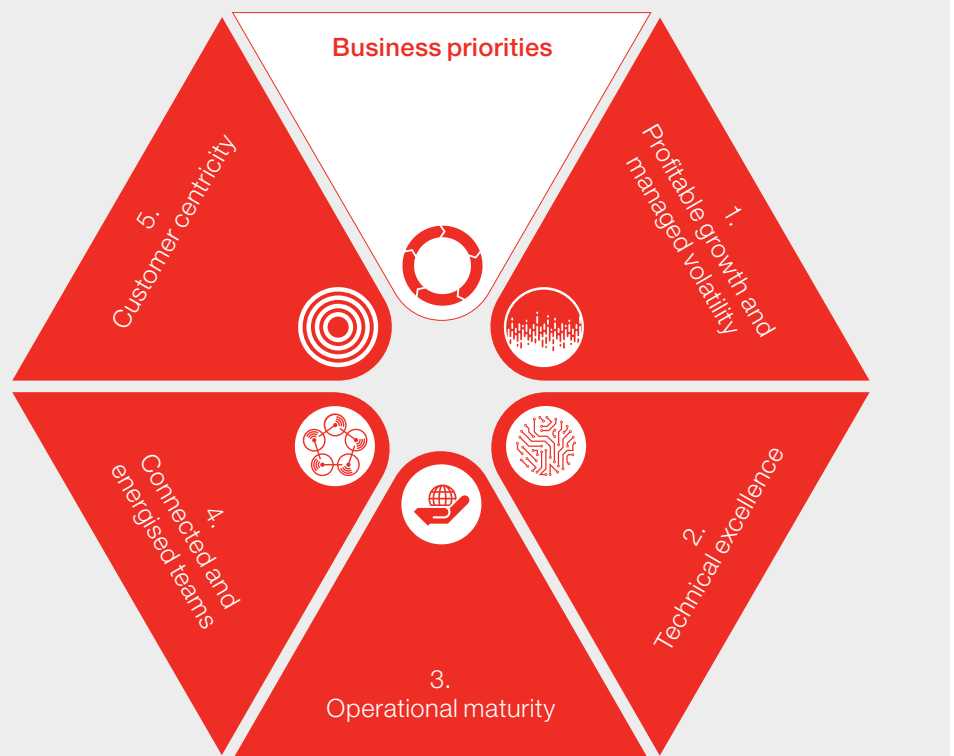 Business priorities
1.
Profitable growth and
managed volatility
2.
Technical excellence
3.
Operational maturity
4.
Connected and
energised teams
5.
Customer centricity